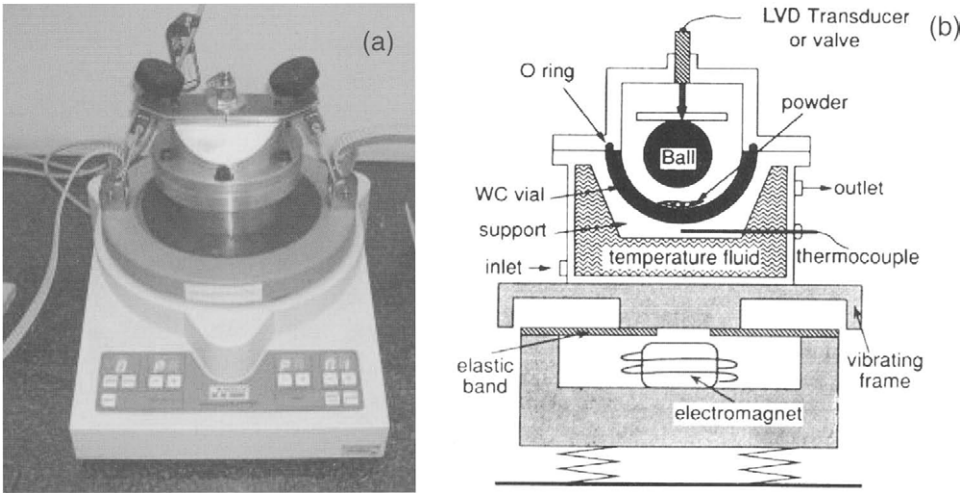 (a)
LVD Transducer
or valve
(b)
O ring
powder
Ball
WC vial
outlet
support
temperature fluid
thermocouple
inlet
elastic
band
vibrating
frame
electromagnet